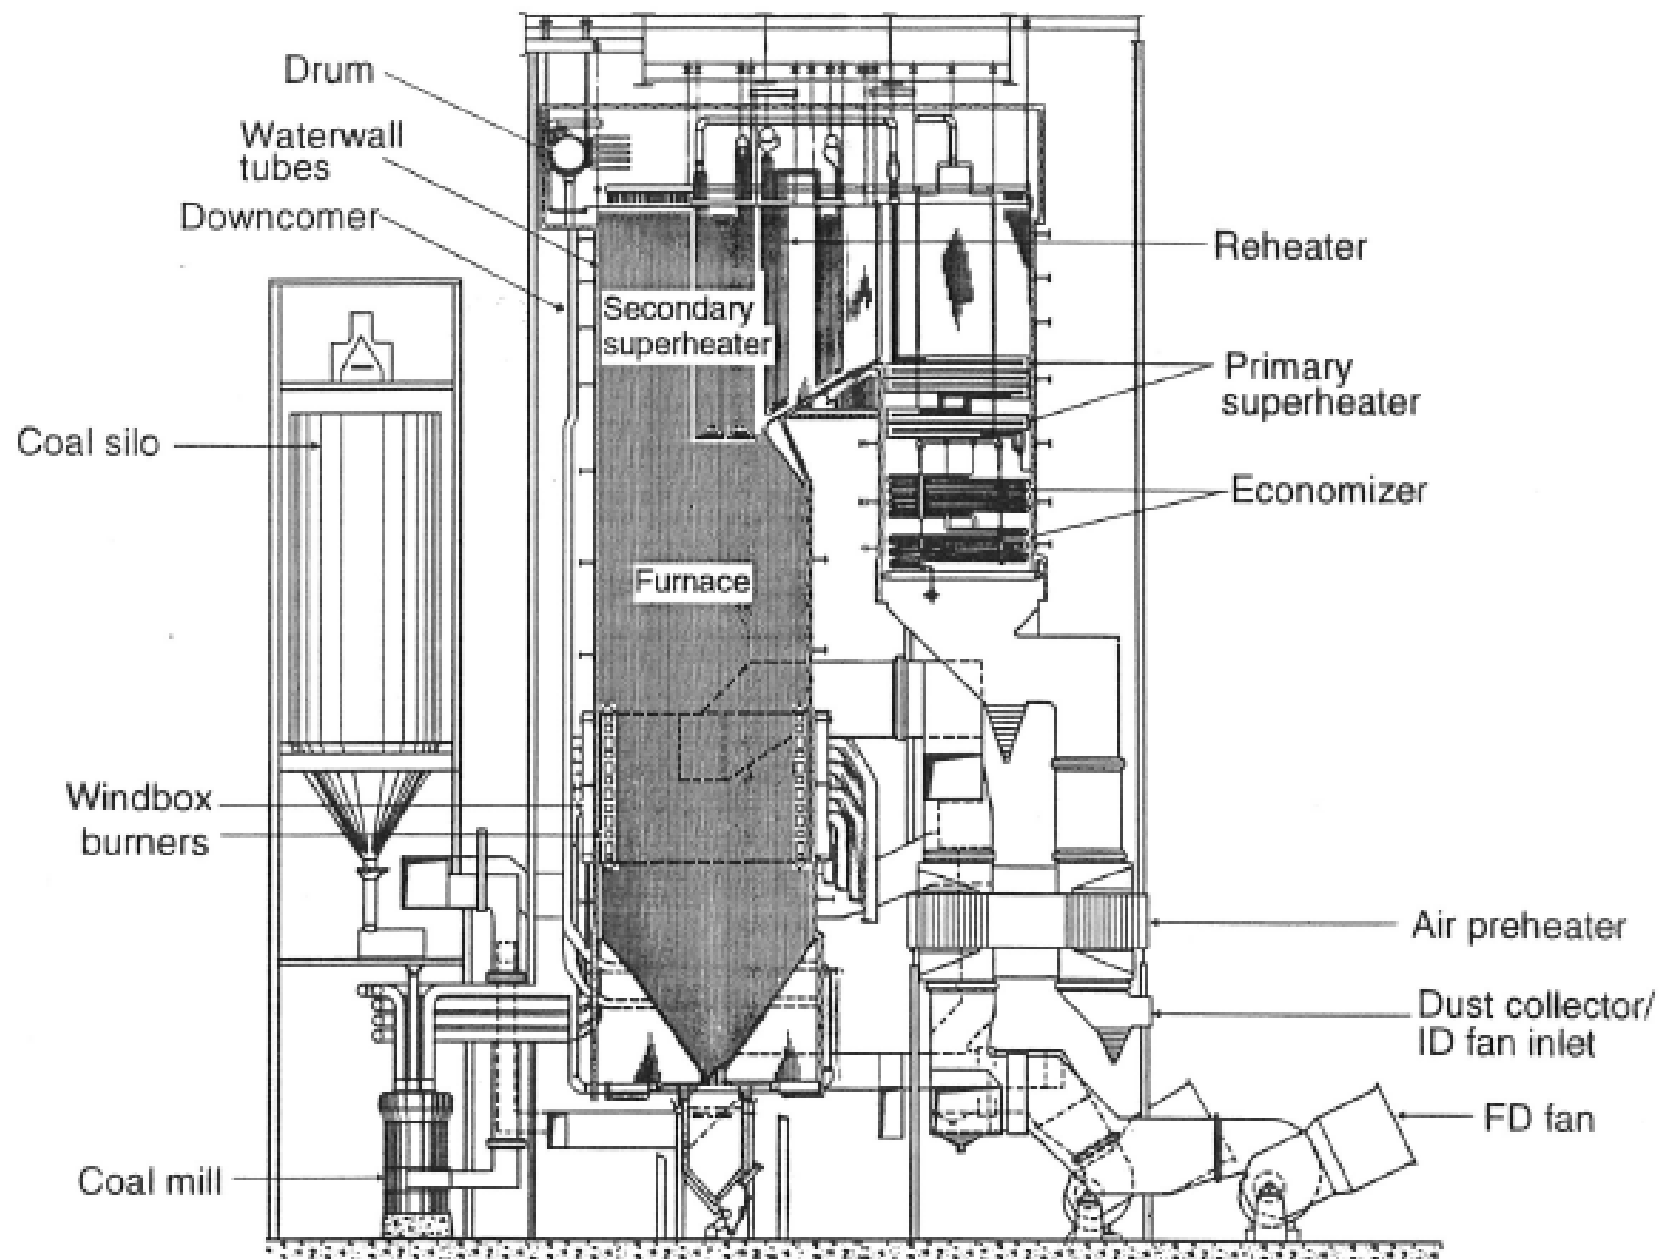 Drum
Waterwall
tubes
Downcomer
Reheater
Secondary
superheater
Primary
superheater
Coal silo
Economizer
Furnace
Windbox
burners
Air preheater
Dust collector/
ID fan inlet
FD fan
Coal mill